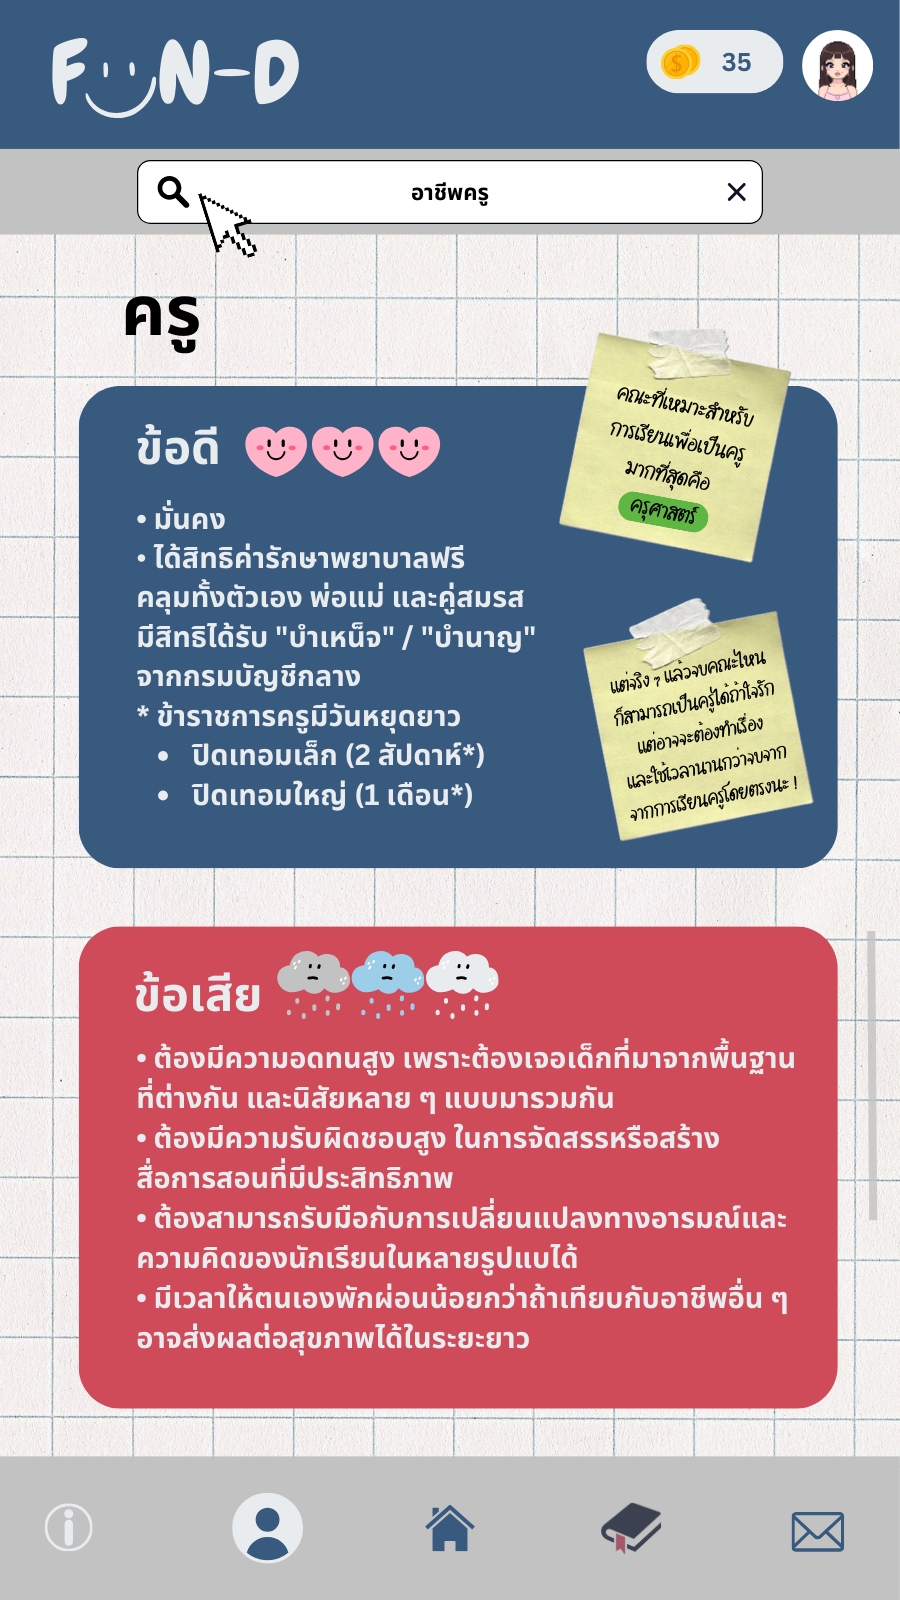 FUN-D
35
อาชีพครู
ครู
คณะที่เหมาะสำหรับ
การเรียนเพื่อเป็นครู
มากที่สุดคือ
ครุศาสตร์
ข้อดี
• มั่นคง
• ได้สิทธิค่ารักษาพยาบาลฟรี
คลุมทั้งตัวเอง พ่อแม่ และคู่สมรส
มีสิทธิได้รับ "บำเหน็จ" / "บำนาญ"
จากกรมบัญชีกลาง
* ข้าราชการครูมีวันหยุดยาว
• ปิดเทอมเล็ก (2 สัปดาห์*)
• ปิดเทอมใหญ่ (1 เดือน*)
แต่จริง ๆ แล้วจบคณะไหน
ก็สามารถเป็นครูได้ถ้าใจรัก
แต่อาจจะต้องทำเรื่อง
และใช้เวลานานกว่าจบจาก
จากการเรียนครูโดยตรงนะ !
ข้อเสีย
• ต้องมีความอดทนสูง เพราะต้องเจอเด็กที่มาจากพื้นฐาน
ที่ต่างกัน และนิสัยหลาย ๆ แบบมารวมกัน
• ต้องมีความรับผิดชอบสูง ในการจัดสรรหรือสร้าง
สื่อการสอนที่มีประสิทธิภาพ
• ต้องสามารถรับมือกับการเปลี่ยนแปลงทางอารมณ์และ
ความคิดของนักเรียนในหลายรูปแบได้
• มีเวลาให้ตนเองพักผ่อนน้อยกว่าถ้าเทียบกับอาชีพอื่น ๆ
อาจส่งผลต่อสุขภาพได้ในระยะยาว